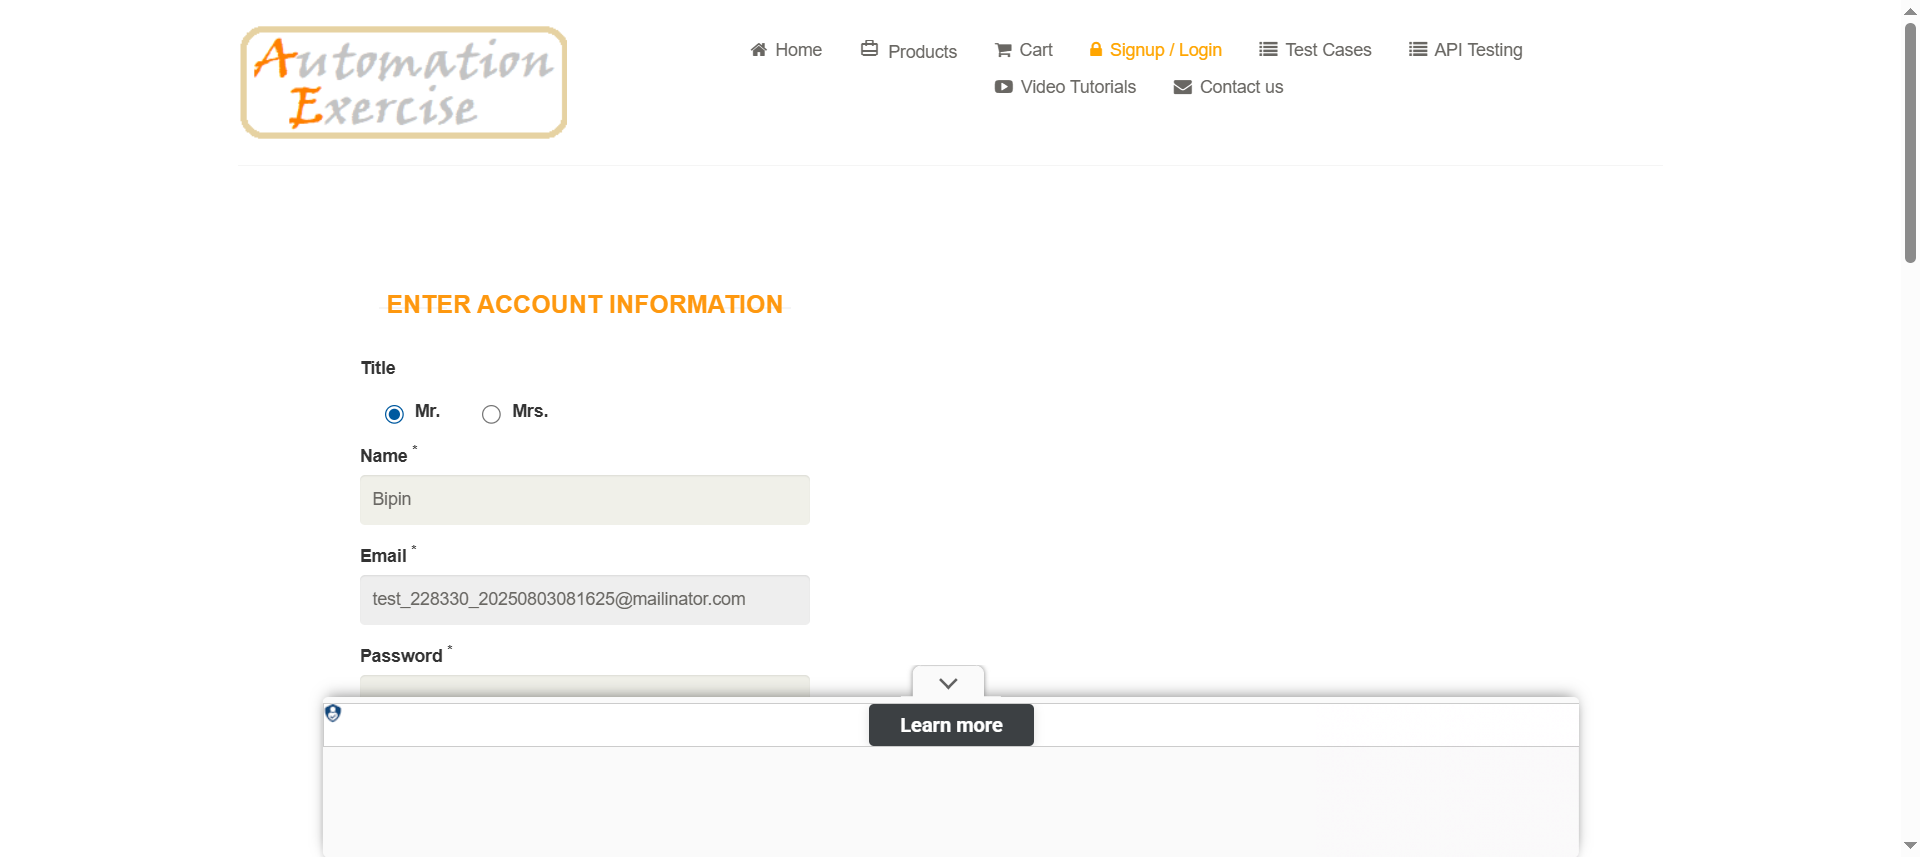 Automation
Exercise
Home
Products
Cart
Signup / Login
Test Cases
API Testing
Video Tutorials
Contact us
ENTER ACCOUNT INFORMATION
Title
Mr.
Mrs.
Name *
Bipin
Email *
test_228330_20250803081625@mailinator.com
Password *
Learn more